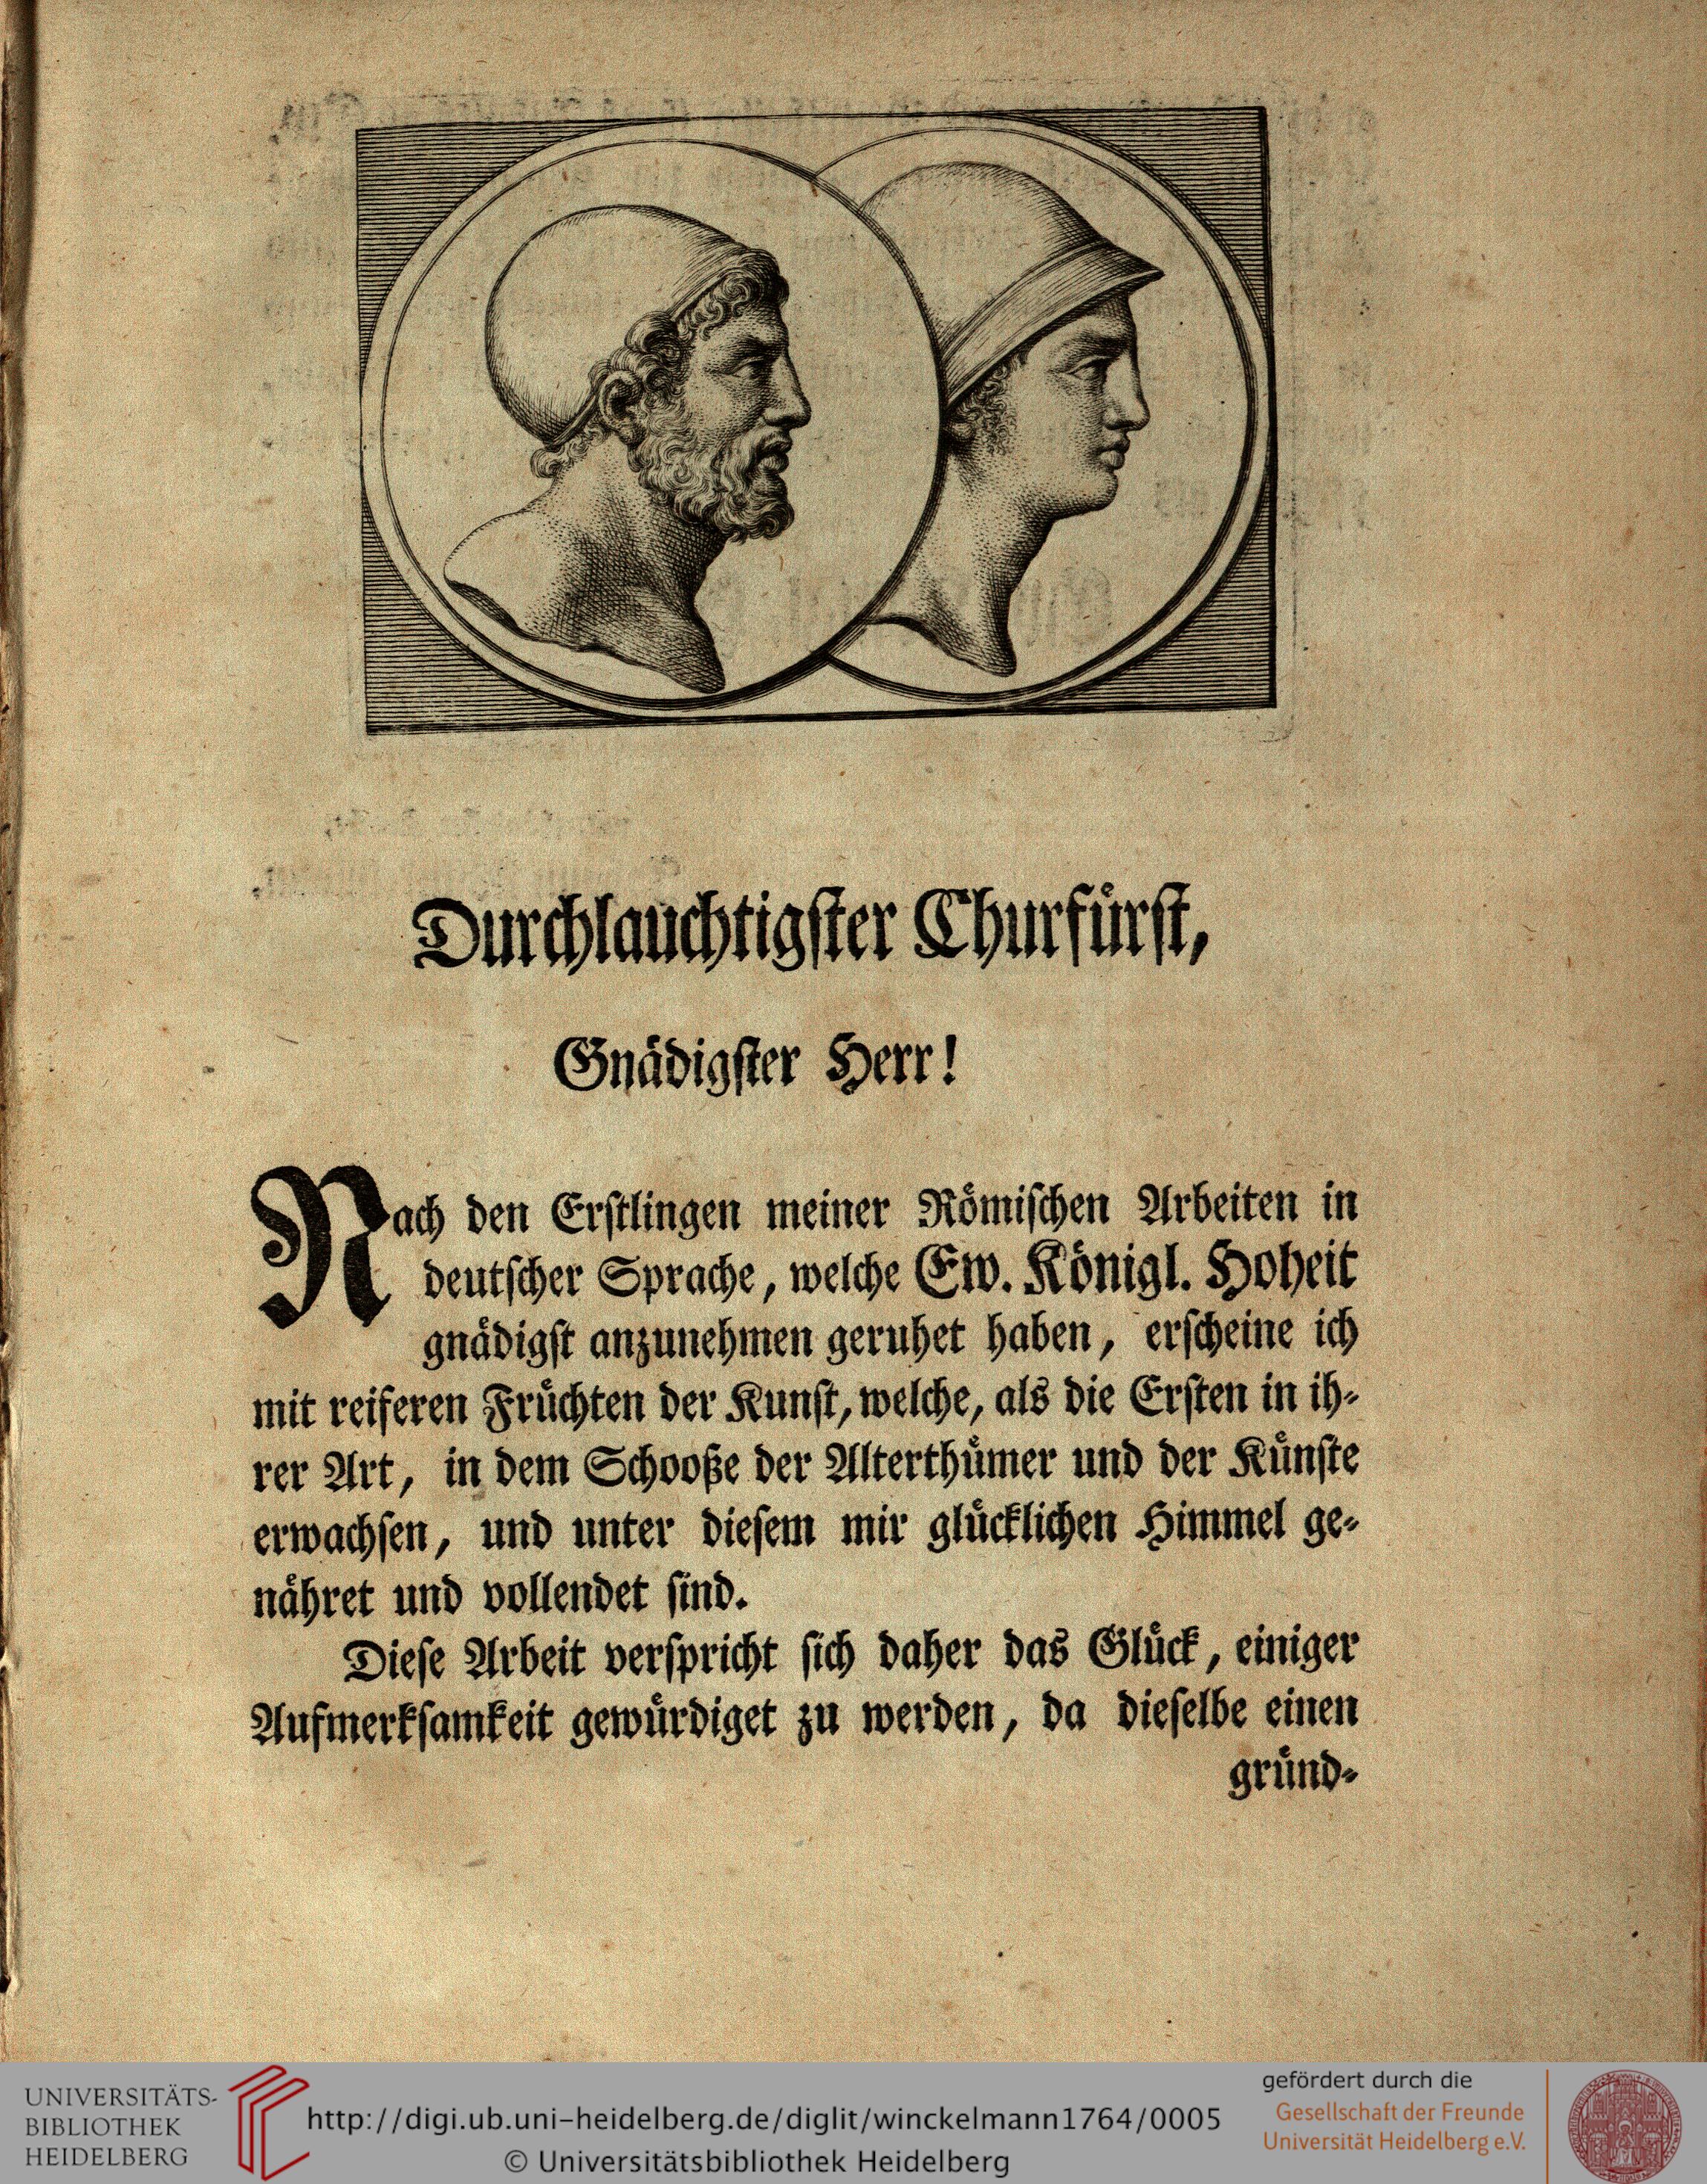 Durchlauchtigster Churfürst,
Gnädigster Herr!
Nach den Erstlingen meiner Römischen Arbeiten in
deutscher Sprache, welche Ew. Königl. Hoheit
gnädigst anzunehmen geruhet haben, erscheine ich
mit reiferen Früchten der Kunst, welche, als die Ersten in ih-
rer Art, in dem Schooße der Alterthümer und der Künste
erwachsen, und unter diesem mir glücklichen Himmel ge-
nähret und vollendet sind.
Diese Arbeit verspricht sich daher das Glück, einiger
Aufmerksamkeit gewürdiget zu werden, da dieselbe einen
gründ-
UNIVERSITÄTS-
BIBLIOTHEK
HEIDELBERG
http://digi.ub.uni-heidelberg.de/diglit/winckelmann1764/0005
© Universitätsbibliothek Heidelberg
gefördert durch die
Gesellschaft der Freunde
Universität Heidelberg e.V.